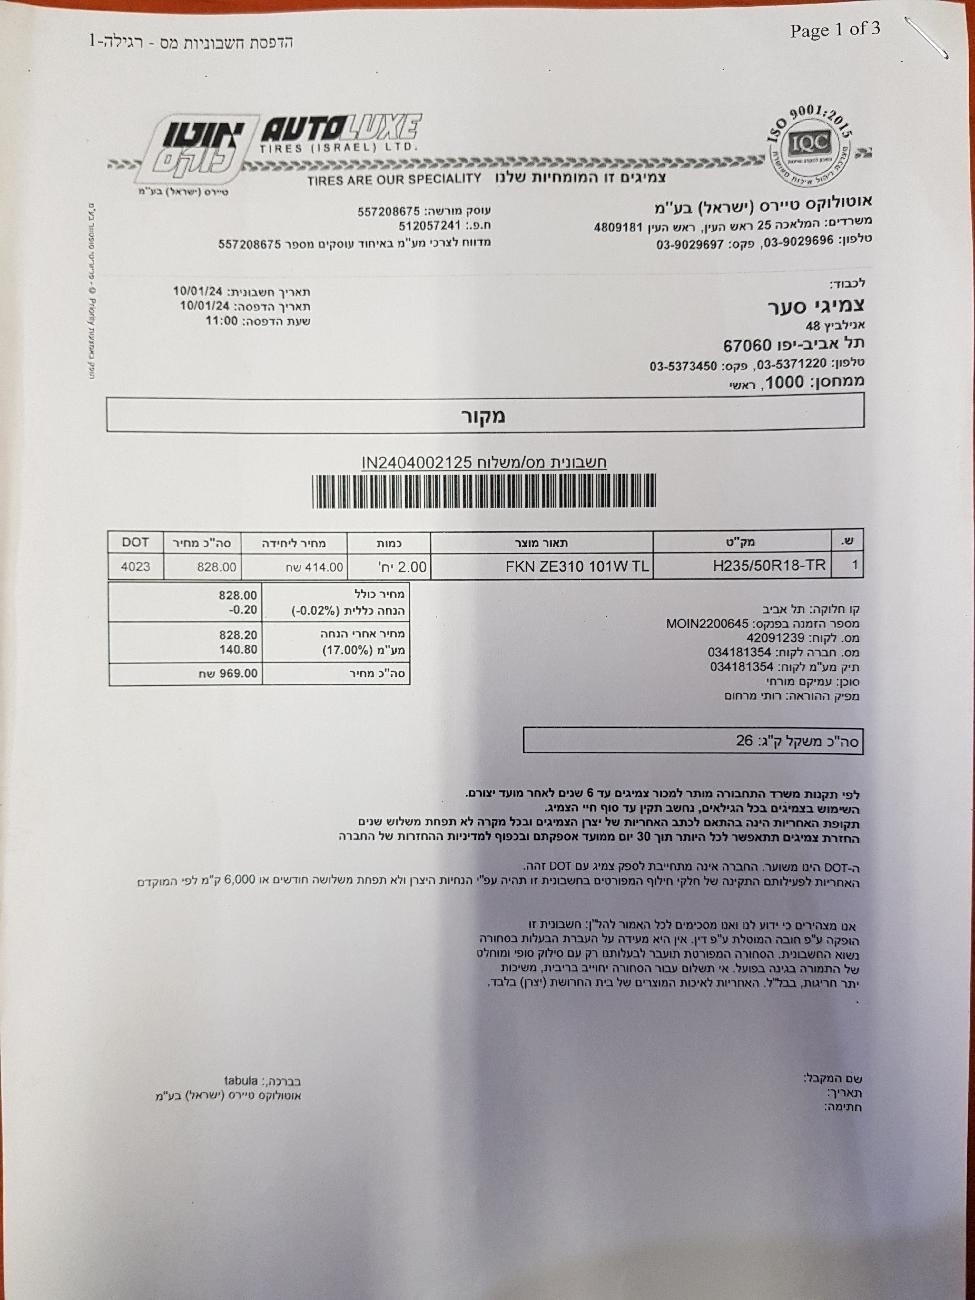 הדפסת חשבוניות מס - רגילה-1
Page 1 of 3
אוטו לוקס
AUTOLUXE
TIRES (ISRAEL) LTD.
טיירס (ישראל) בע"מ
ISO 9001:2015
IQC
צמיגים זו המומחיות שלנו TIRES ARE OUR SPECIALITY
אוטולוקס טיירס (ישראל) בע"מ
משרדים: המלאכה 25 ראש העין, ראש העין 4809181
טלפון: 03-9029696, פקס: 03-9029697
עוסק מורשה: 557208675
ח.פ.: 512057241
מדווח לצרכי מע"מ באיחוד עוסקים מספר 557208675
לכבוד:
צמיגי סער
אנילביץ 48
תל אביב-יפו 67060
טלפון: 03-5371220, פקס: 03-5373450
ממחסן: 1000, ראשי
תאריך חשבונית: 10/01/24
תאריך הדפסה: 10/01/24
שעת הדפסה: 11:00
מקור
חשבונית מס/משלוח IN2404002125
ש. מק"ט תאור מוצר כמות מחיר ליחידה סה"כ מחיר DOT
1 H235/50R18-TR FKN ZE310 101W TL 2.00 יח' 414.00 שח 828.00 4023
מחיר כולל 828.00
הנחה כללית (-0.02%) -0.20
מחיר אחרי הנחה 828.20
מע"מ (17.00%) 140.80
סה"כ מחיר 969.00 שח
קו חלוקה: תל אביב
מספר הזמנה בפנקס: MOIN2200645
מס. לקוח: 42091239
מס. חברה לקוח: 034181354
תיק מע"מ לקוח: 034181354
סוכן: עמיקם מורחי
מפיק ההוראה: רותי מרחום
סה"כ משקל ק"ג: 26
לפי תקנות משרד התחבורה מותר למכור צמיגים עד 6 שנים לאחר מועד יצורם.
השימוש בצמיגים בכל הגילאים, נחשב תקין עד סוף חיי הצמיג.
תקופת האחריות הינה בהתאם לכתב האחריות של יצרן הצמיגים ובכל מקרה לא תפחת משלוש שנים
החזרת צמיגים תתאפשר לכל היותר תוך 30 יום ממועד אספקתם ובכפוף למדיניות ההחזרות של החברה
ה-DOT הינו משוער. החברה אינה מתחייבת לספק צמיג עם DOT זהה.
האחריות לפעילותם התקינה של חלקי חילוף המפורטים בחשבונית זו תהיה עפ"י הנחיות היצרן ולא תפחת משלושה חודשים או 6,000 ק"מ לפי המוקדם
אנו מצהירים כי ידוע לנו ואנו מסכימים לכל האמור להל"ן: חשבונית זו
הופקה ע"פ חובה המוטלת ע"פ דין. אין היא מעידה על העברת הבעלות בסחורה
נשוא החשבונית. הסחורה המפורטת תועבר לבעלותנו רק עם סילוק סופי ומוחלט
של התמורה בגינה בפועל. אי תשלום עבור הסחורה יחוייב בריבית, משיכות
יתר חריגות, בבל"ל. האחריות לאיכות המוצרים של בית החרושת (יצרן) בלבד.
.
שם המקבל:
תאריך:
חתימה:
בברכה,: tabula
אוטולוקס טיירס (ישראל) בע"מ